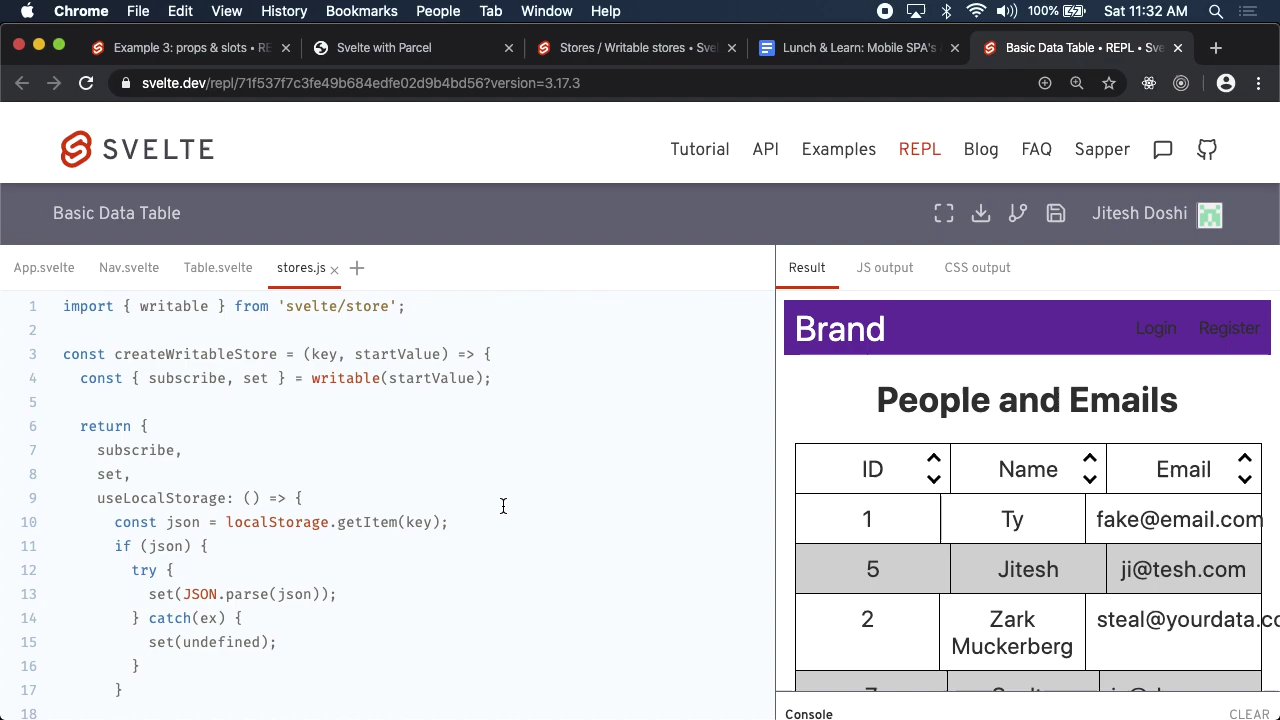 Chrome File Edit View History Bookmarks People Tab Window Help 100% Sat 11:32 AM
Example 3: props & slots • RE Svelte with Parcel Stores / Writable stores • Sve Lunch & Learn: Mobile SPA's Basic Data Table • REPL • Sve
svelte.dev/repl/71f537f7c3fe49b684edfe02d9b4bd56?version=3.17.3
SVELTE Tutorial API Examples REPL Blog FAQ Sapper
Basic Data Table Jitesh Doshi
App.svelte Nav.svelte Table.svelte stores.js
1 import { writable } from 'svelte/store';
2
3 const createWritableStore = (key, startValue) => {
4 const { subscribe, set } = writable(startValue);
5
6 return {
7 subscribe,
8 set,
9 useLocalStorage: () => {
10 const json = localStorage.getItem(key);
11 if (json) {
12 try {
13 set(JSON.parse(json));
14 } catch(ex) {
15 set(undefined);
16 }
17 }
18
Result JS output CSS output
Brand Login Register
People and Emails
ID Name Email
1 Ty fake@email.com
5 Jitesh ji@tesh.com
2 Zark Muckerberg steal@yourdata.co
Console CLEAR